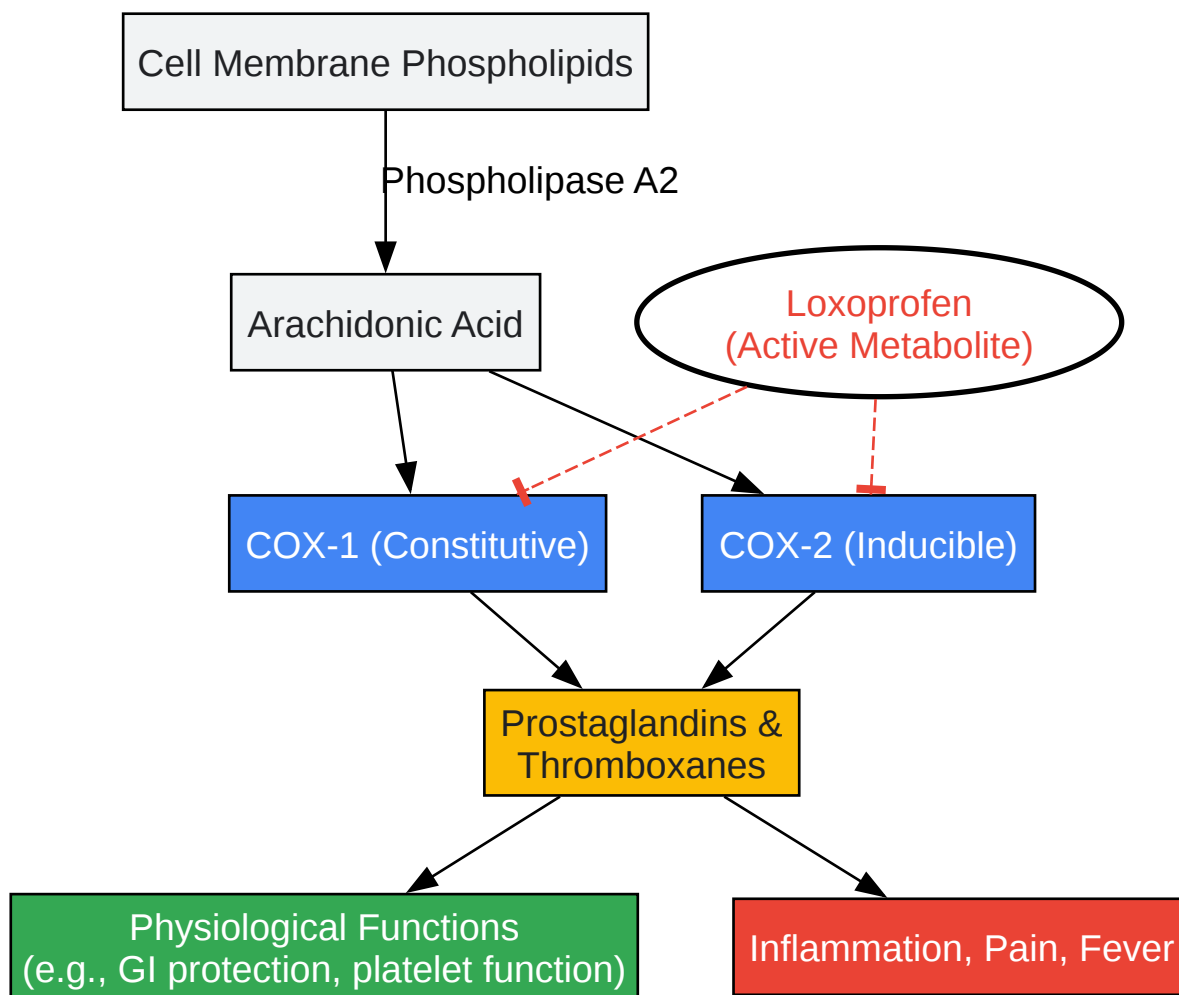 Cell Membrane Phospholipids
Phospholipase A2
Arachidonic Acid
Loxoprofen
(Active Metabolite)
COX-1 (Constitutive)
COX-2 (Inducible)
Prostaglandins &
Thromboxanes
Physiological Functions
(e.g., GI protection, platelet function)
Inflammation, Pain, Fever